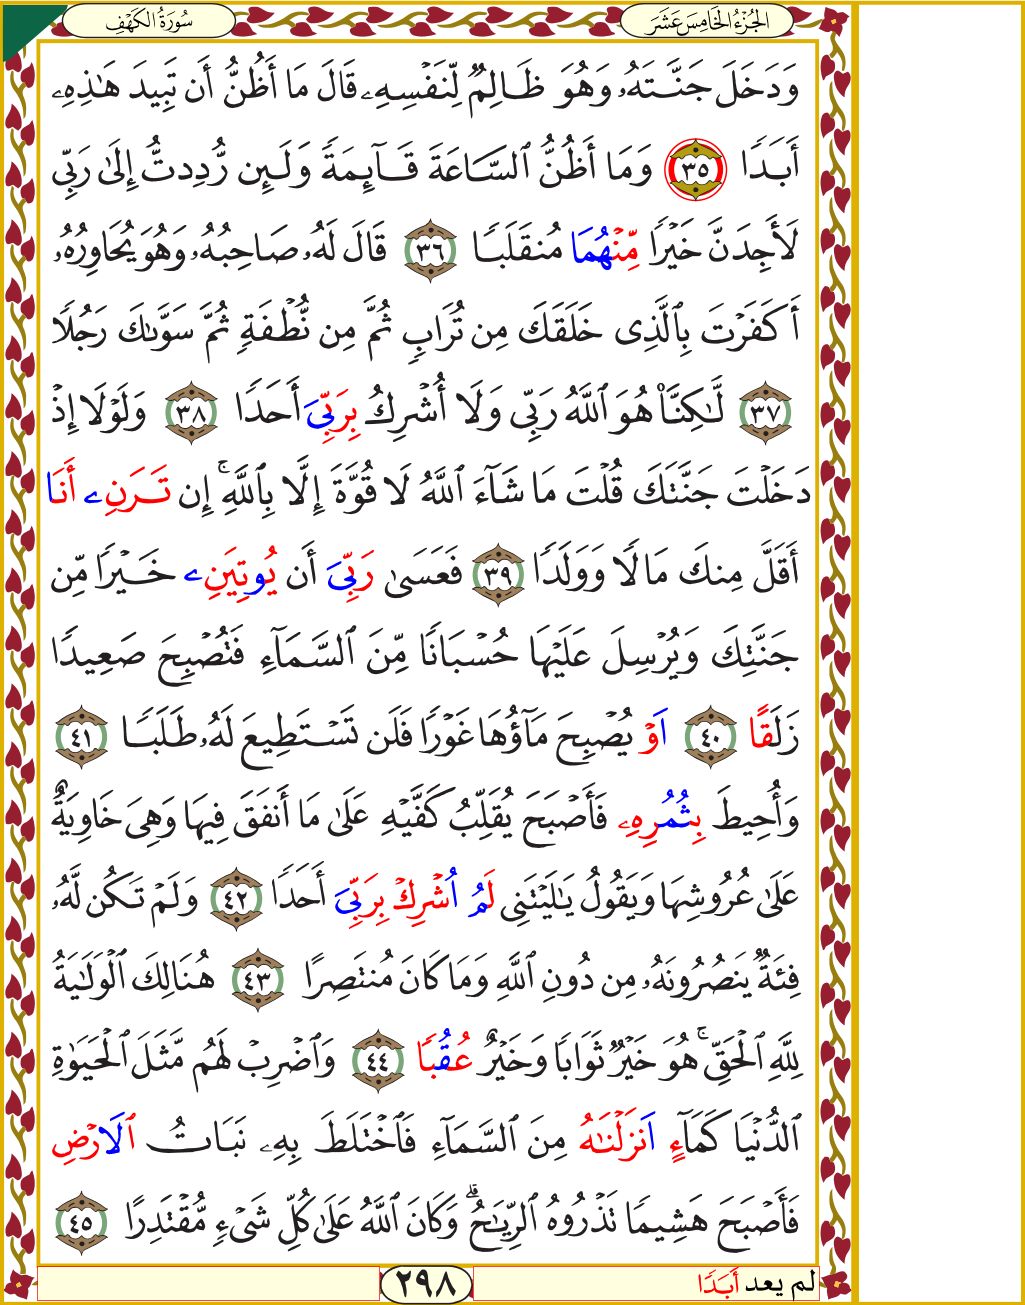 الجُزْءُ الخَامِسَ عَشَرَ
سُورَةُ الكَهْفِ
وَدَخَلَ جَنَّتَهُۥ وَهُوَ ظَالِمٌ لِّنَفْسِهِۦ قَالَ مَا أَظُنُّ أَن تَبِيدَ هَٰذِهِۦ
أَبَدًا ٣٥ وَمَا أَظُنُّ ٱلسَّاعَةَ قَآئِمَةً وَلَئِن رُّدِدتُّ إِلَىٰ رَبِّى
لَأَجِدَنَّ خَيْرًا مِّنْهُمَا مُنقَلَبًا ٣٦ قَالَ لَهُۥ صَاحِبُهُۥ وَهُوَ يُحَاوِرُهُۥ
أَكَفَرْتَ بِٱلَّذِى خَلَقَكَ مِن تُرَابٍ ثُمَّ مِن نُّطْفَةٍ ثُمَّ سَوَّىٰكَ رَجُلًا
٣٧ لَّٰكِنَّا۠ هُوَ ٱللَّهُ رَبِّى وَلَا أُشْرِكُ بِرَبِّىَ أَحَدًا ٣٨ وَلَوْلَا إِذْ
دَخَلْتَ جَنَّتَكَ قُلْتَ مَا شَآءَ ٱللَّهُ لَا قُوَّةَ إِلَّا بِٱللَّهِ ۚ إِن تَرَنِۦ أَنَا
أَقَلَّ مِنكَ مَالًا وَوَلَدًا ٣٩ فَعَسَىٰ رَبِّىَ أَن يُوتِيَنِۦ خَيْرًا مِّن
جَنَّتِكَ وَيُرْسِلَ عَلَيْهَا حُسْبَانًا مِّنَ ٱلسَّمَآءِ فَتُصْبِحَ صَعِيدًا
زَلَقًا ٤٠ اَوْ يُصْبِحَ مَآؤُهَا غَوْرًا فَلَن تَسْتَطِيعَ لَهُۥ طَلَبًا ٤١
وَأُحِيطَ بِثُمُرِهِۦ فَأَصْبَحَ يُقَلِّبُ كَفَّيْهِ عَلَىٰ مَا أَنفَقَ فِيهَا وَهِىَ خَاوِيَةٌ
عَلَىٰ عُرُوشِهَا وَيَقُولُ يَٰلَيْتَنِى لَمُ اُشْرِكْ بِرَبِّىَ أَحَدًا ٤٢ وَلَمْ تَكُن لَّهُۥ
فِئَةٌ يَنصُرُونَهُۥ مِن دُونِ ٱللَّهِ وَمَا كَانَ مُنتَصِرًا ٤٣ هُنَالِكَ ٱلْوَلَٰيَةُ
لِلَّهِ ٱلْحَقِّ ۚ هُوَ خَيْرٌ ثَوَابًا وَخَيْرٌ عُقُبًا ٤٤ وَٱضْرِبْ لَهُم مَّثَلَ ٱلْحَيَوٰةِ
ٱلدُّنْيَا كَمَآءٍ اَنزَلْنَٰهُ مِنَ ٱلسَّمَآءِ فَٱخْتَلَطَ بِهِۦ نَبَاتُ ٱلَارْضِ
فَأَصْبَحَ هَشِيمًا تَذْرُوهُ ٱلرِّيَٰحُ ۗ وَكَانَ ٱللَّهُ عَلَىٰ كُلِّ شَىْءٍ مُّقْتَدِرًا ٤٥
لم يعد أَبَدًا
٢٩٨